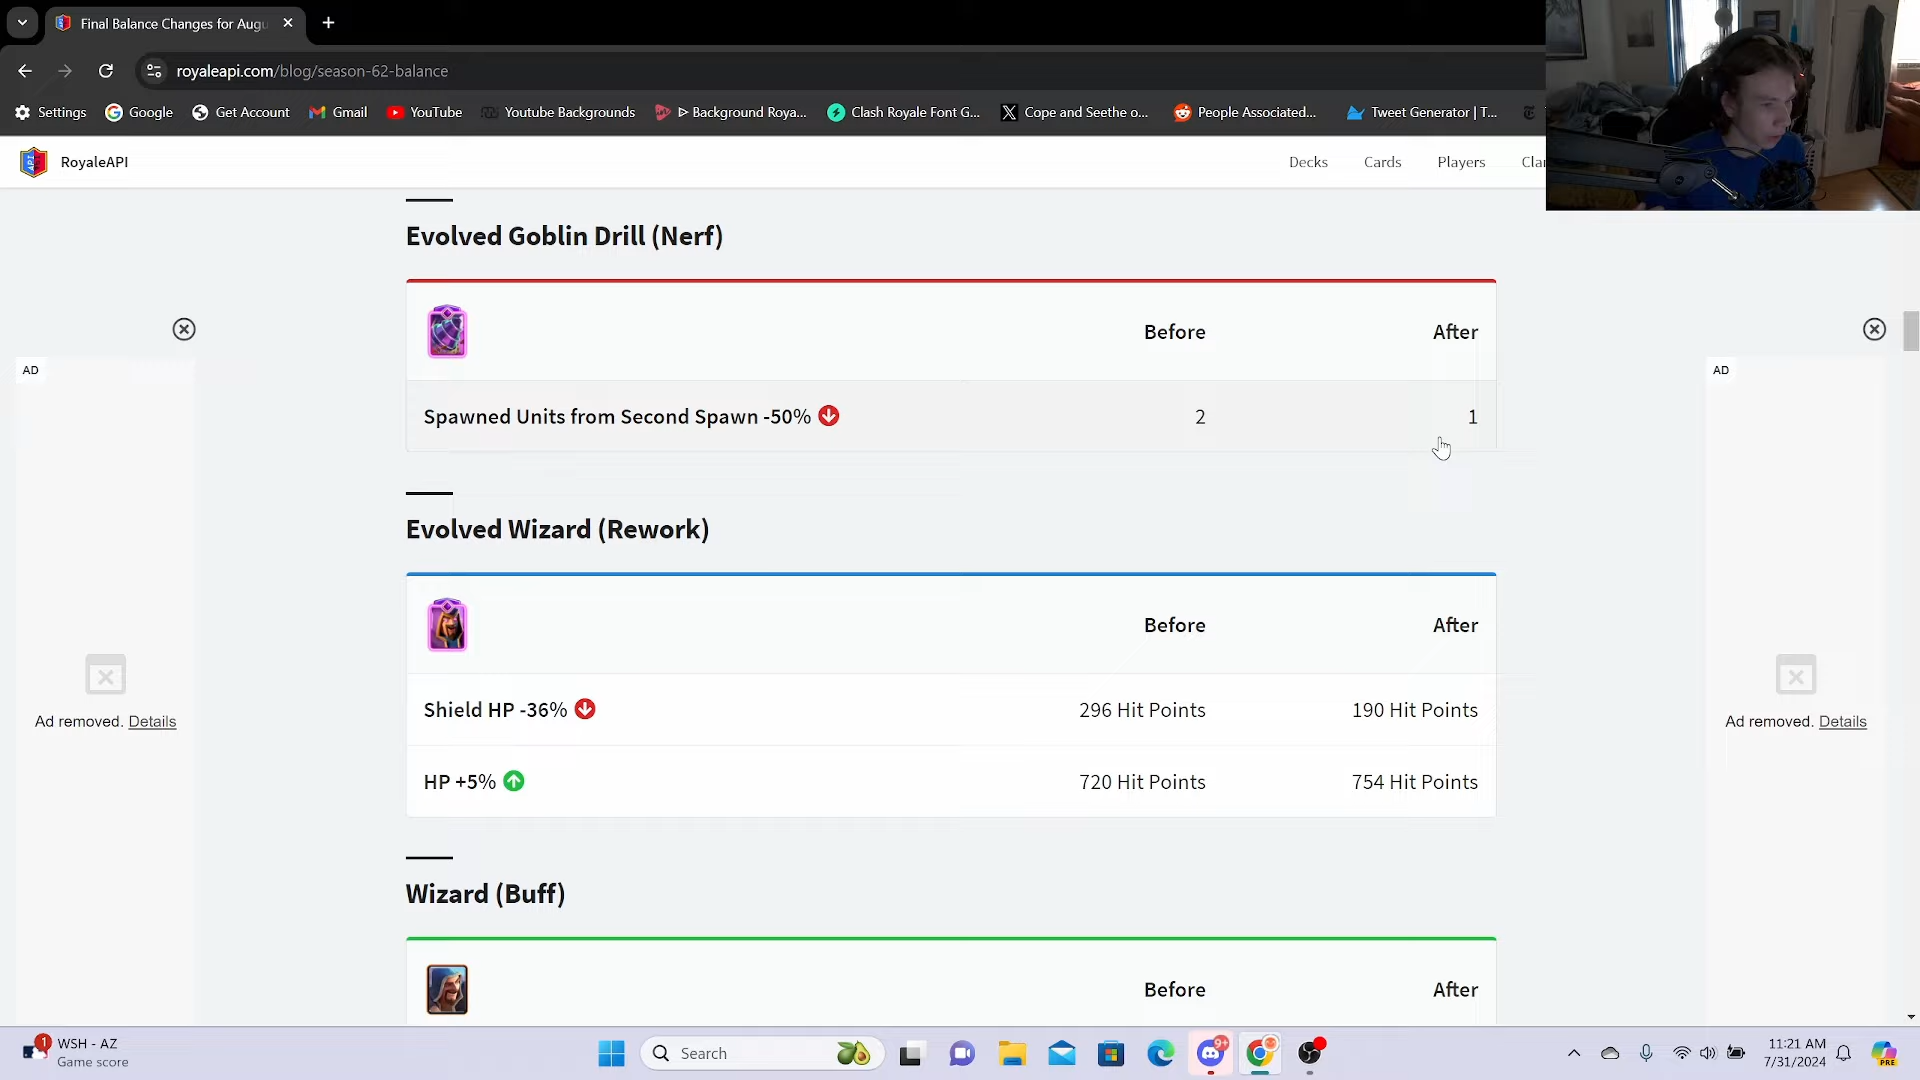 Final Balance Changes for Augu
royaleapi.com/blog/season-62-balance
Settings Google Get Account Gmail YouTube Youtube Backgrounds Background Roya... Clash Royale Font G... Cope and Seethe o... People Associated... Tweet Generator | T...
RoyaleAPI Decks Cards Players Clan
Evolved Goblin Drill (Nerf)
Before After
Spawned Units from Second Spawn -50% 2 1
AD AD
Evolved Wizard (Rework)
Before After
Shield HP -36% 296 Hit Points 190 Hit Points
Ad removed. Details Ad removed. Details
HP +5% 720 Hit Points 754 Hit Points
Wizard (Buff)
Before After
1 WSH - AZ
Game score
Search
9+
11:21 AM
7/31/2024
PRE